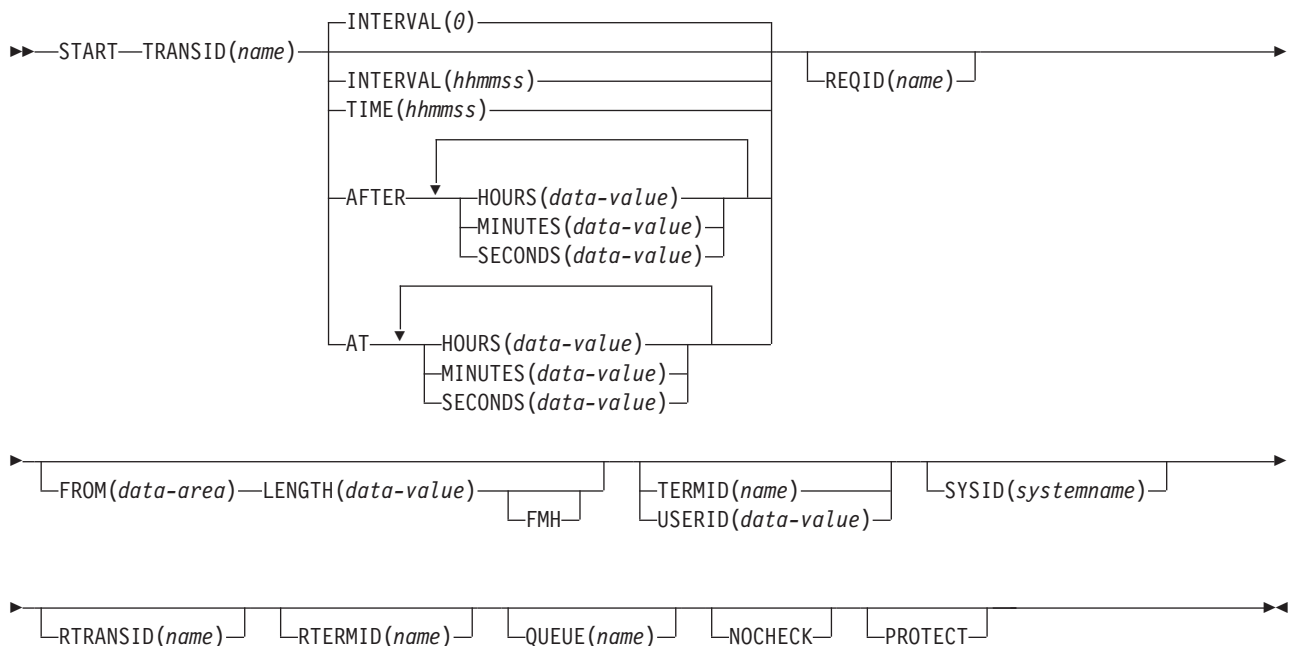 INTERVAL(0)
START TRANSID(name)
INTERVAL(hhmmss) REQID(name)
TIME(hhmmss)
AFTER HOURS(data-value)
MINUTES(data-value)
SECONDS(data-value)
AT HOURS(data-value)
MINUTES(data-value)
SECONDS(data-value)
FROM(data-area) LENGTH(data-value) TERMID(name) SYSID(systemname)
FMH USERID(data-value)
RTRANSID(name) RTERMID(name) QUEUE(name) NOCHECK PROTECT